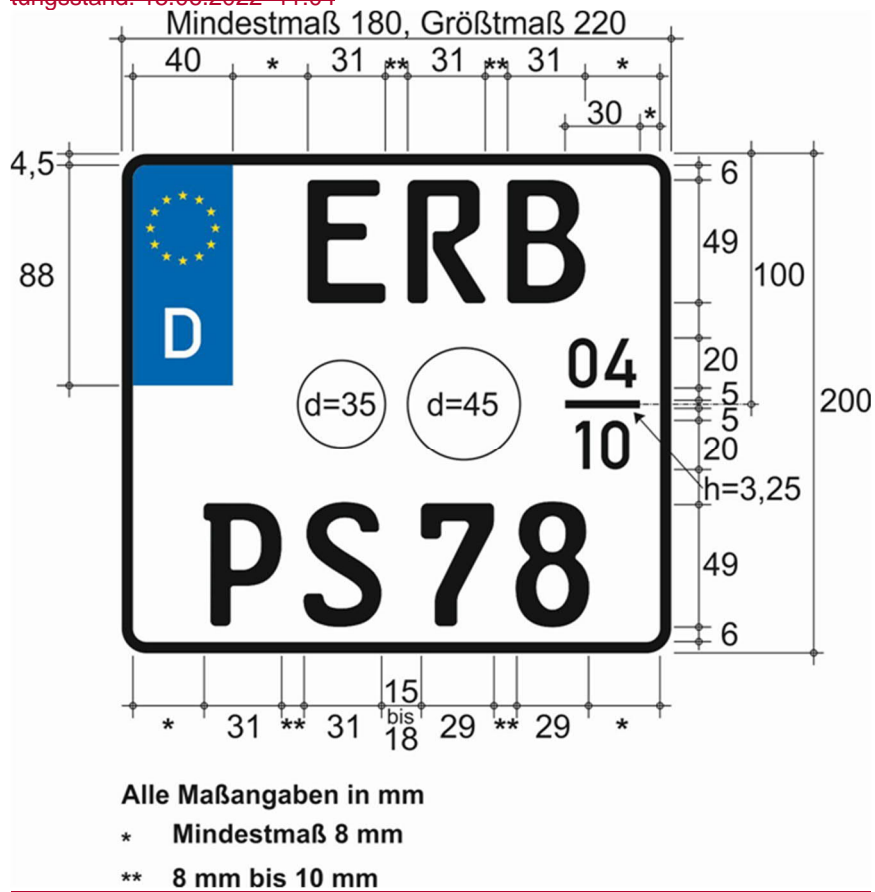 Mindestmaß 180, Größtmaß 220
40 * 31 ** 31 ** 31 *
30 *
4,5
88
D
ERB
d=35 d=45
04
10
PS 78
6
49
20
5
5
20
h=3,25
49
6
100
200
* 31 ** 31 15 bis 18 29 ** 29 *
Alle Maßangaben in mm
* Mindestmaß 8 mm
** 8 mm bis 10 mm